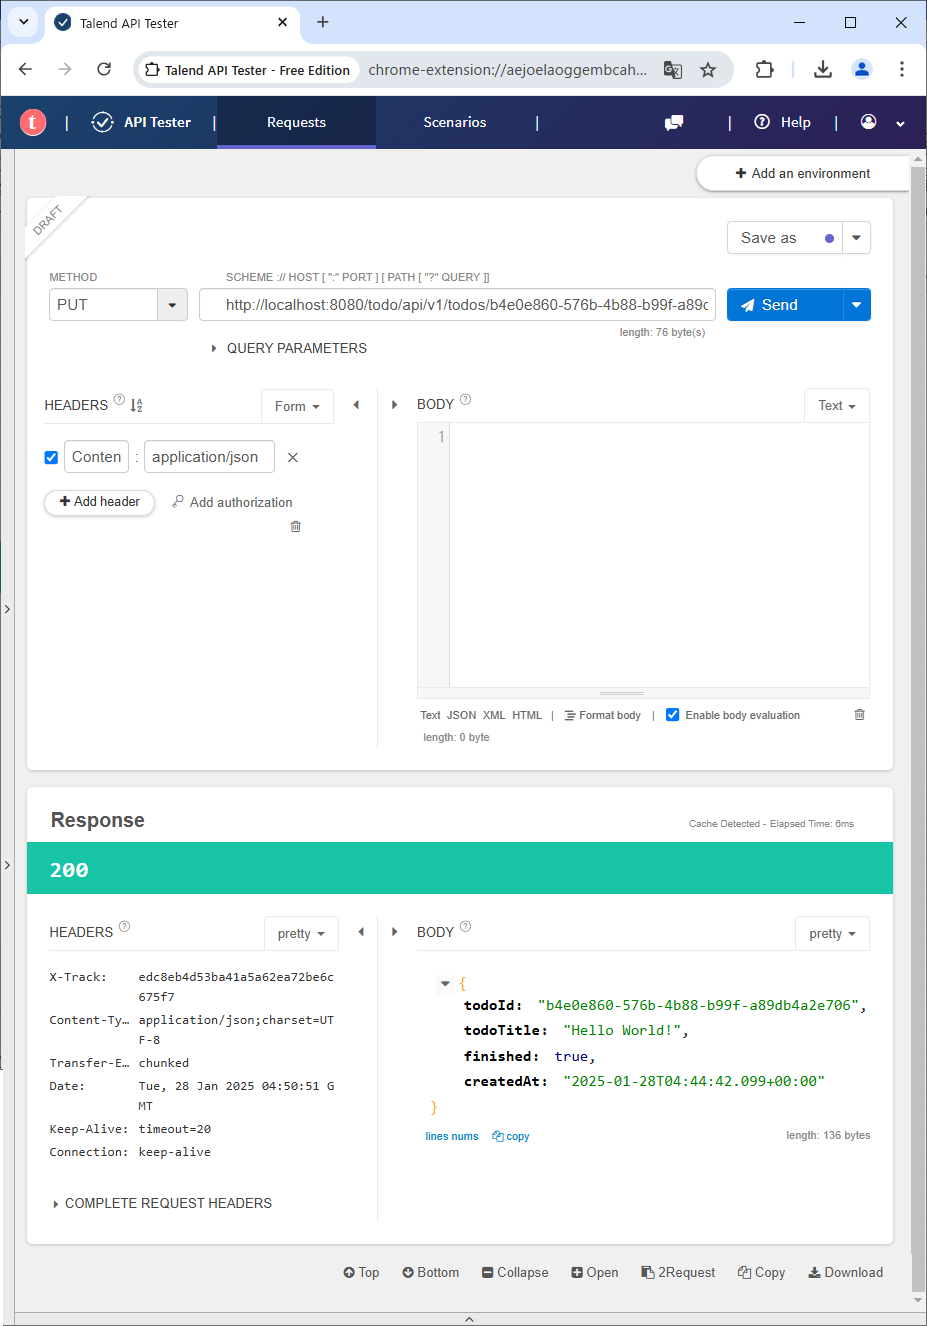 Talend API Tester
Talend API Tester - Free Edition
chrome-extension://aejoelaoggembcah...
API Tester
Requests
Scenarios
Help
+ Add an environment
DRAFT
Save as
METHOD
SCHEME :// HOST [ ":" PORT ] [ PATH [ "?" QUERY ]]
PUT
http://localhost:8080/todo/api/v1/todos/b4e0e860-576b-4b88-b99f-a89d
Send
length: 76 byte(s)
QUERY PARAMETERS
HEADERS
Form
BODY
Text
1
Conten : application/json
+ Add header
Add authorization
Text JSON XML HTML | Format body | Enable body evaluation
length: 0 byte
Response
Cache Detected - Elapsed Time: 6ms
200
HEADERS
pretty
BODY
pretty
X-Track: edc8eb4d53ba41a5a62ea72be6c
675f7
Content-Ty… application/json;charset=UT
F-8
Transfer-E… chunked
Date: Tue, 28 Jan 2025 04:50:51 G
MT
Keep-Alive: timeout=20
Connection: keep-alive
COMPLETE REQUEST HEADERS
{
todoId: "b4e0e860-576b-4b88-b99f-a89db4a2e706",
todoTitle: "Hello World!",
finished: true,
createdAt: "2025-01-28T04:44:42.099+00:00"
}
lines nums copy
length: 136 bytes
Top Bottom Collapse Open 2Request Copy Download